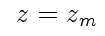 z = z_m